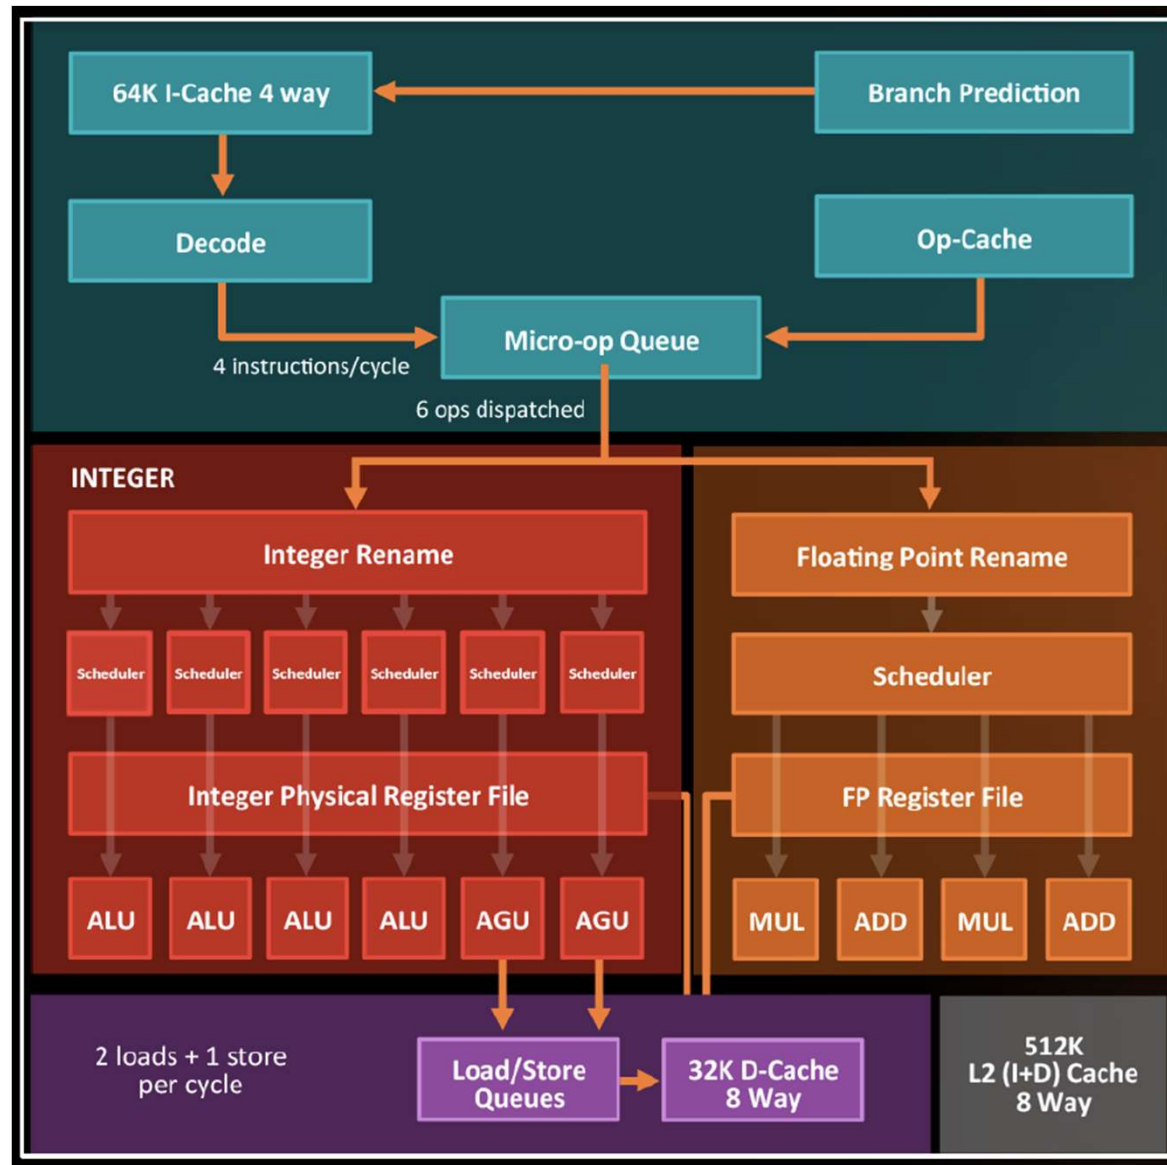 64K I-Cache 4 way
Branch Prediction
Decode
Op-Cache
Micro-op Queue
4 instructions/cycle
6 ops dispatched
INTEGER
Integer Rename
Floating Point Rename
Scheduler
Scheduler
Scheduler
Scheduler
Scheduler
Scheduler
Scheduler
Integer Physical Register File
FP Register File
ALU
ALU
ALU
ALU
AGU
AGU
MUL
ADD
MUL
ADD
2 loads + 1 store
per cycle
Load/Store
Queues
32K D-Cache
8 Way
512K
L2 (I+D) Cache
8 Way